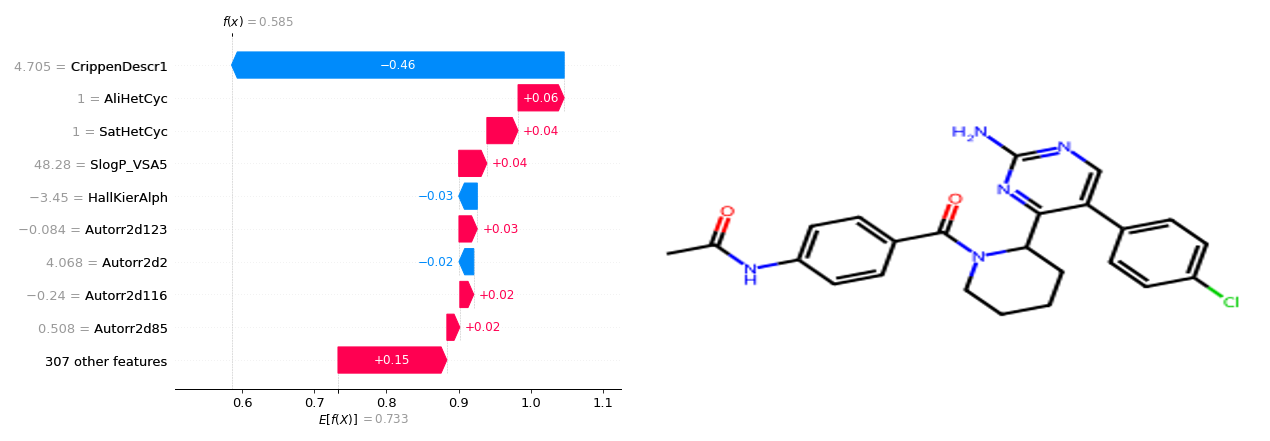 f(x) = 0.585
4.705 = CrippenDescr1
−0.46
1 = AliHetCyc
+0.06
1 = SatHetCyc
+0.04
48.28 = SlogP_VSA5
+0.04
−3.45 = HallKierAlph
−0.03
−0.084 = Autorr2d123
+0.03
4.068 = Autorr2d2
−0.02
−0.24 = Autorr2d116
+0.02
0.508 = Autorr2d85
+0.02
307 other features
+0.15
0.6 0.7 0.8 0.9 1.0 1.1
E[f(X)] = 0.733
H₂N
N
N
O
O
N
N
H
Cl